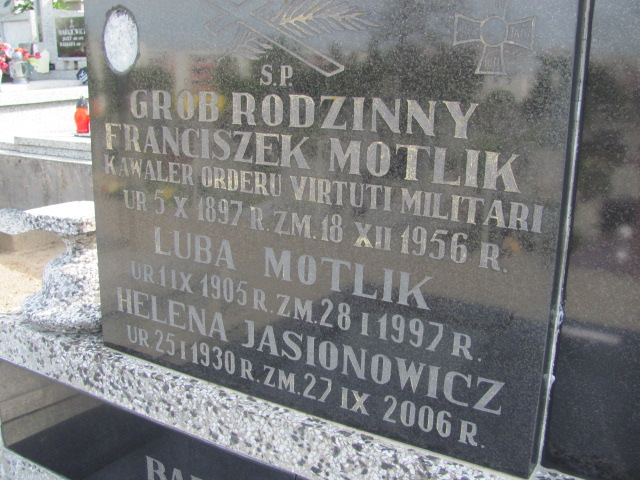 Ś.P.
GRÓB RODZINNY
FRANCISZEK MOTLIK
KAWALER ORDERU VIRTUTI MILITARI
UR 5 X 1897 R. ZM. 18 XII 1956 R.
LUBA MOTLIK
UR 1 IX 1905 R. ZM. 28 I 1997 R.
HELENA JASIONOWICZ
UR 25 I 1930 R. ZM. 27 IX 2006 R.